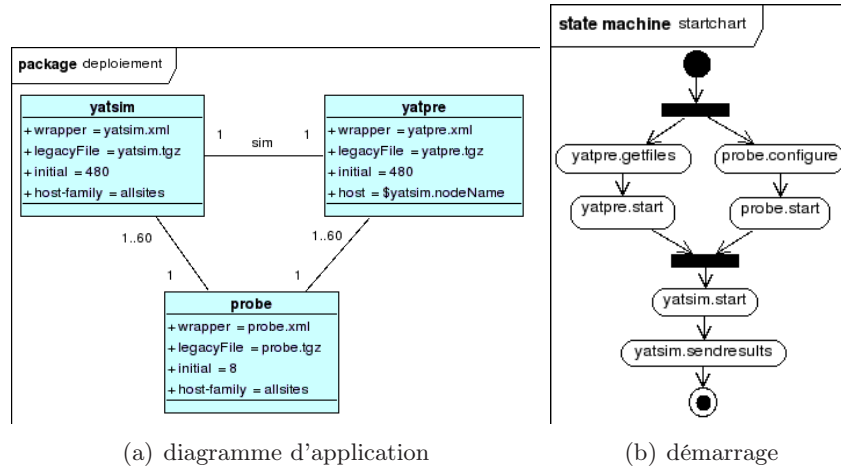 package deploiement
yatsim
+ wrapper = yatsim.xml
+ legacyFile = yatsim.tgz
+ initial = 480
+ host-family = allsites
1
sim
1
yatpre
+ wrapper = yatpre.xml
+ legacyFile = yatpre.tgz
+ initial = 480
+ host = $yatsim.nodeName
1..60
1..60
1
1
probe
+ wrapper = probe.xml
+ legacyFile = probe.tgz
+ initial = 8
+ host-family = allsites
(a) diagramme d'application
state machine startchart
yatpre.getfiles
probe.configure
yatpre.start
probe.start
yatsim.start
yatsim.sendresults
(b) démarrage